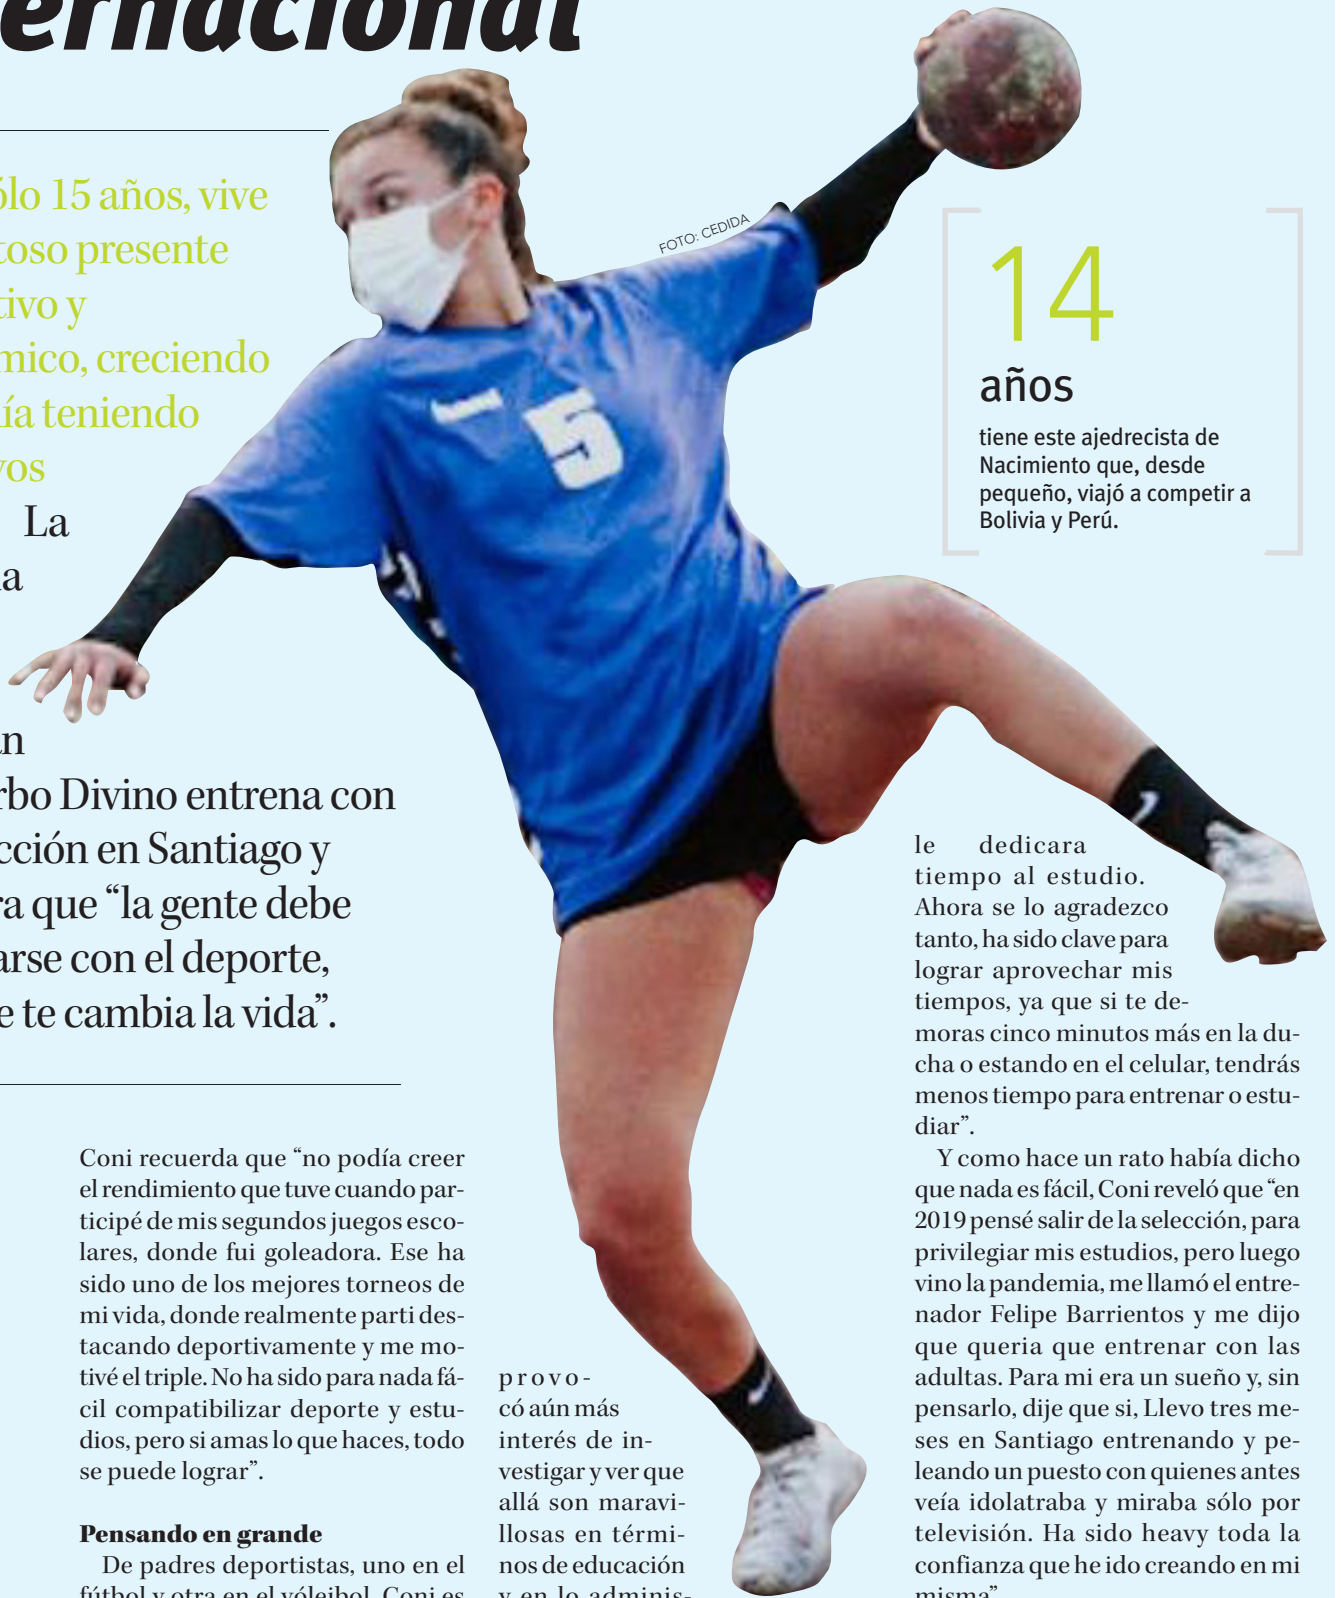 ernacional
ólo 15 años, vive
toso presente
tivo y
mico, creciendo
ía teniendo
vos
La
a
an
rbo Divino entrena con
cción en Santiago y
ra que “la gente debe
arse con el deporte,
e te cambia la vida”.
FOTO: CEDIDA
5
14
años
tiene este ajedrecista de
Nacimiento que, desde
pequeño, viajó a competir a
Bolivia y Perú.
Coni recuerda que “no podía creer
el rendimiento que tuve cuando par-
ticipé de mis segundos juegos esco-
lares, donde fui goleadora. Ese ha
sido uno de los mejores torneos de
mi vida, donde realmente parti des-
tacando deportivamente y me mo-
tivé el triple. No ha sido para nada fá-
cil compatibilizar deporte y estu-
dios, pero si amas lo que haces, todo
se puede lograr”.
Pensando en grande
De padres deportistas, uno en el
fútbol y otra en el vóleibol, Coni es
provo-
có aún más
interés de in-
vestigar y ver que
allá son maravi-
llosas en térmi-
nos de educación
y en lo adminis-
le dedicara
tiempo al estudio.
Ahora se lo agradezco
tanto, ha sido clave para
lograr aprovechar mis
tiempos, ya que si te de-
moras cinco minutos más en la du-
cha o estando en el celular, tendrás
menos tiempo para entrenar o estu-
diar”.
Y como hace un rato había dicho
que nada es fácil, Coni reveló que “en
2019 pensé salir de la selección, para
privilegiar mis estudios, pero luego
vino la pandemia, me llamó el entre-
nador Felipe Barrientos y me dijo
que queria que entrenar con las
adultas. Para mi era un sueño y, sin
pensarlo, dije que si, Llevo tres me-
ses en Santiago entrenando y pe-
leando un puesto con quienes antes
veía idolatraba y miraba sólo por
televisión. Ha sido heavy toda la
confianza que he ido creando en mi
misma”